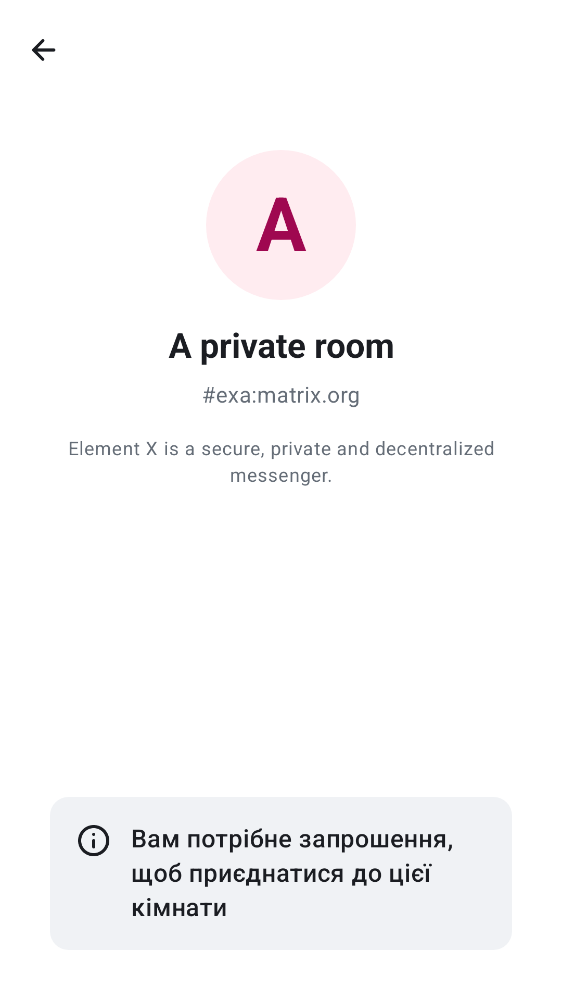 A
A private room
#exa:matrix.org
Element X is a secure, private and decentralized
messenger.
Вам потрібне запрошення,
щоб приєднатися до цієї
кімнати